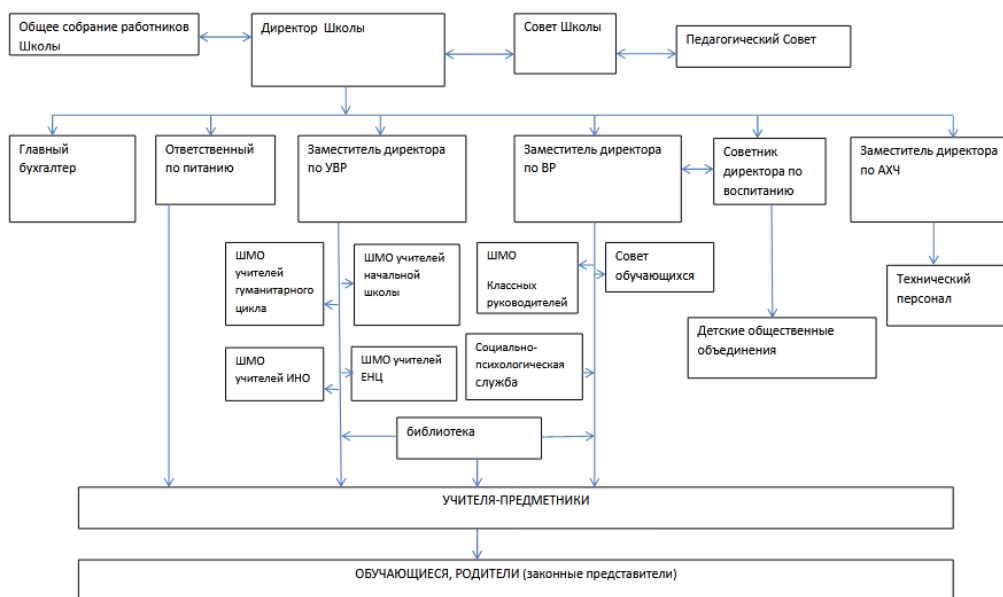 Общее собрание работников
Школы
Директор Школы
Совет Школы
Педагогический Совет
Главный
бухгалтер
Ответственный
по питанию
Заместитель директора
по УВР
Заместитель директора
по ВР
Советник
директора по
воспитанию
Заместитель директора
по АХЧ
ШМО
учителей
гуманитарного
цикла
ШМО учителей
начальной
школы
ШМО
Классных
руководителей
Совет
обучающихся
Технический
персонал
Детские общественные
объединения
ШМО
учителей ИНО
ШМО учителей
ЕНЦ
Социально-
психологическая
служба
библиотека
УЧИТЕЛЯ-ПРЕДМЕТНИКИ
ОБУЧАЮЩИЕСЯ, РОДИТЕЛИ (законные представители)